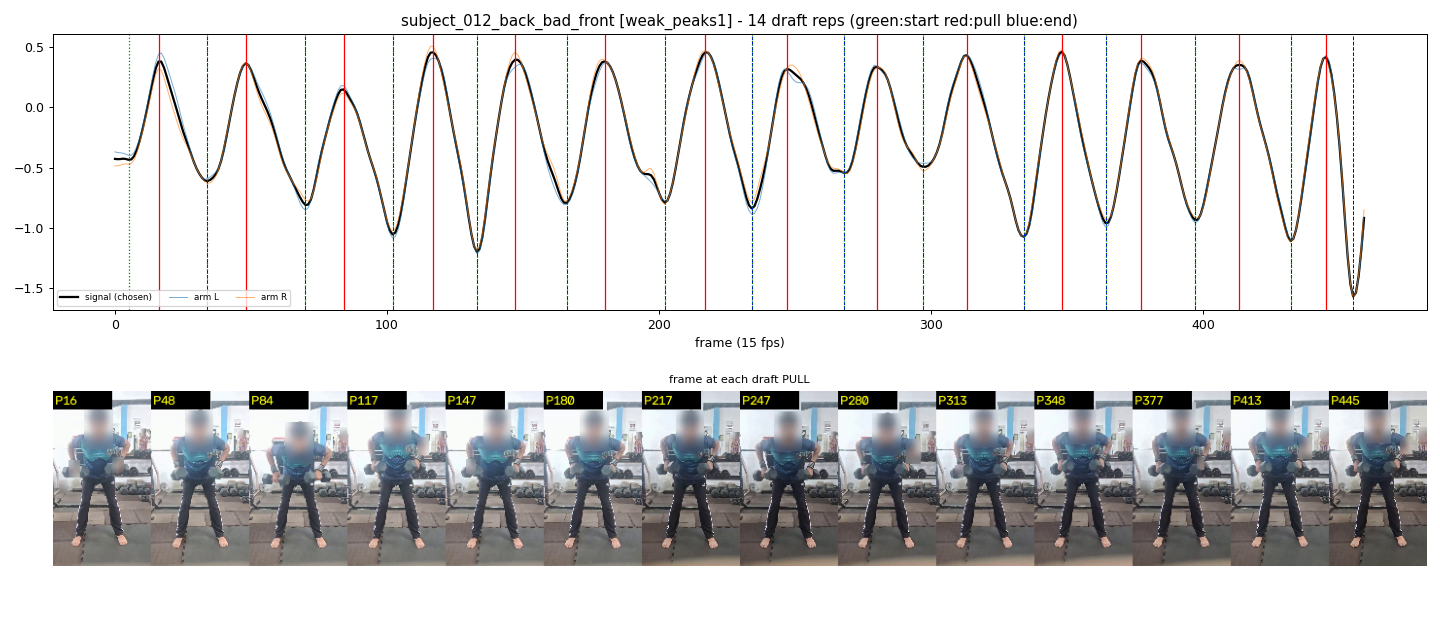 subject_012_back_bad_front [weak_peaks1] - 14 draft reps (green:start red:pull blue:end)
0.5
0.0
−0.5
−1.0
−1.5
signal (chosen) arm L arm R
0 100 200 300 400
frame (15 fps)
frame at each draft PULL
P16 P48 P84 P117 P147 P180 P217 P247 P280 P313 P348 P377 P413 P445